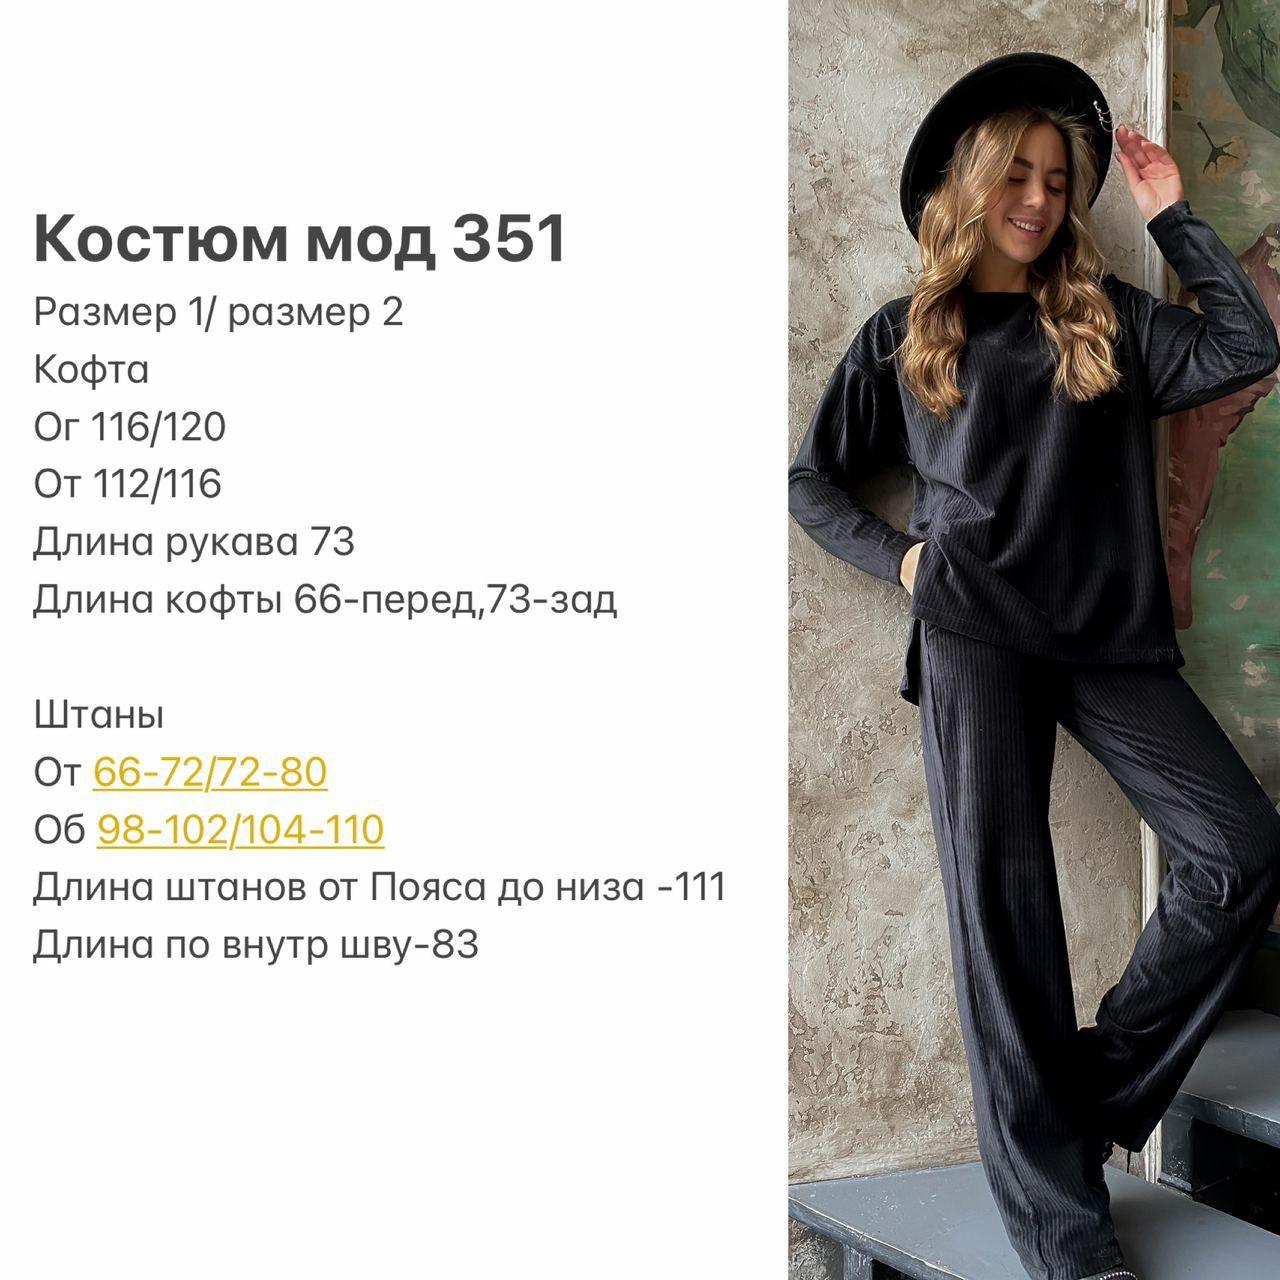 Костюм мод 351
Размер 1/ размер 2
Кофта
Ог 116/120
От 112/116
Длина рукава 73
Длина кофты 66-перед,73-зад
Штаны
От 66-72/72-80
Об 98-102/104-110
Длина штанов от Пояса до низа -111
Длина по внутр шву-83